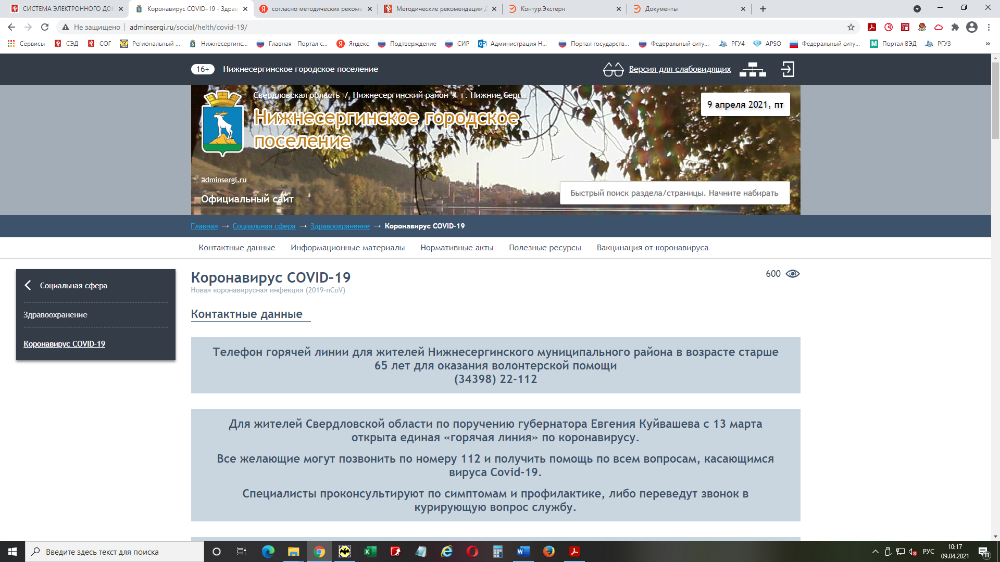 СИСТЕМА ЭЛЕКТРОННОГО ДОК
Коронавирус COVID–19 - Здрав
согласно методических рекоме
Методические рекомендации Д
Контур.Экстерн
Документы
Не защищено
adminsergi.ru/social/helth/covid-19/
Сервисы
СЭД
СОГ
Региональный ...
Нижнесергинс...
Главная - Портал с...
Яндекс
Подтверждение
СИР
Администрация Н...
Портал государств...
Федеральный ситу...
РГУ4
APSO
Федеральный ситу...
Портал ВЭД
РГУЗ
»
16+
Нижнесергинское городское поселение
Версия для слабовидящих
Свердловская область / Нижнесергинский район / г. Нижние Серги
9 апреля 2021, пт
Нижнесергинское городское
поселение
adminsergi.ru
Быстрый поиск раздела/страницы. Начните набирать
Официальный сайт
Главная → Социальная сфера → Здравоохранение → Коронавирус COVID–19
Контактные данные
Информационные материалы
Нормативные акты
Полезные ресурсы
Вакцинация от коронавируса
Социальная сфера
Здравоохранение
Коронавирус COVID–19
Коронавирус COVID–19
600
Новая коронавирусная инфекция (2019-nCoV)
Контактные данные
Телефон горячей линии для жителей Нижнесергинского муниципального района в возрасте старше
65 лет для оказания волонтерской помощи
(34398) 22-112
Для жителей Свердловской области по поручению губернатора Евгения Куйвашева с 13 марта
открыта единая «горячая линия» по коронавирусу.
Все желающие могут позвонить по номеру 112 и получить помощь по всем вопросам, касающимся
вируса Covid-19.
Специалисты проконсультируют по симптомам и профилактике, либо переведут звонок в
курирующую вопрос службу.
Введите здесь текст для поиска
РУС
10:17
09.04.2021
11